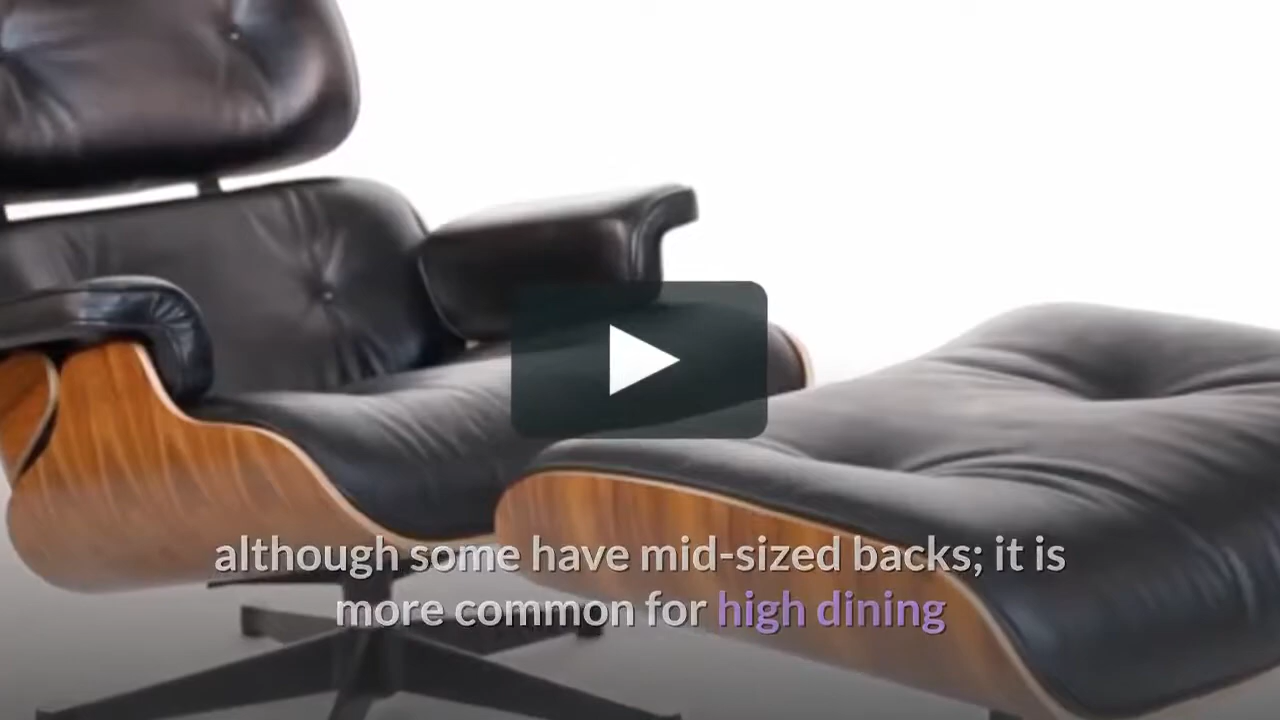 although some have mid-sized backs; it is
more common for high dining